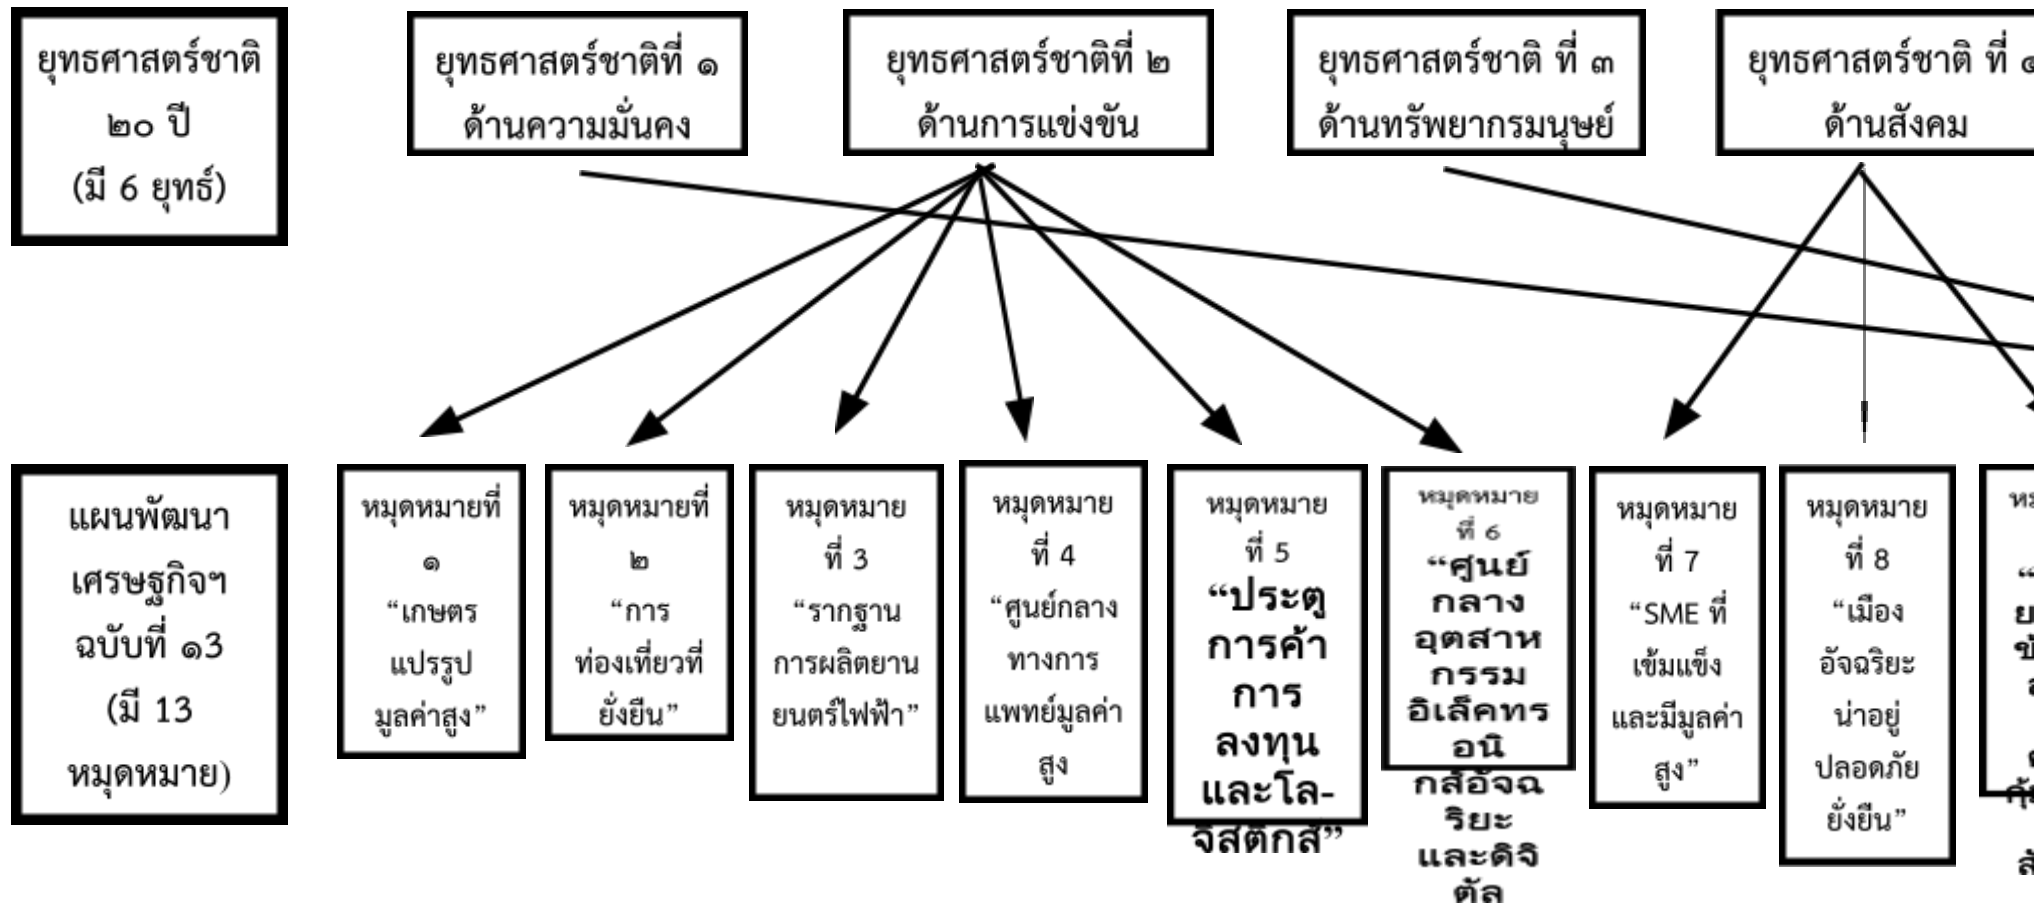 ยุทธศาสตร์ชาติ
๒๐ ปี
(มี 6 ยุทธ์)
ยุทธศาสตร์ชาติที่ ๑
ด้านความมั่นคง
ยุทธศาสตร์ชาติที่ ๒
ด้านการแข่งขัน
ยุทธศาสตร์ชาติ ที่ ๓
ด้านทรัพยากรมนุษย์
ยุทธศาสตร์ชาติ ที่
ด้านสังคม
แผนพัฒนา
เศรษฐกิจฯ
ฉบับที่ ๑3
(มี 13
หมุดหมาย)
หมุดหมายที่
๑
“เกษตร
แปรรูป
มูลค่าสูง”
หมุดหมายที่
๒
“การ
ท่องเที่ยวที่
ยั่งยืน”
หมุดหมาย
ที่ 3
“รากฐาน
การผลิตยาน
ยนตร์ไฟฟ้า”
หมุดหมาย
ที่ 4
“ศูนย์กลาง
ทางการ
แพทย์มูลค่า
สูง
หมุดหมาย
ที่ 5
“ประตู
การค้า
การ
ลงทุน
และโล-
จิสติกส์”
หมุดหมาย
ที่ 6
“ศูนย์
กลาง
อุตสาห
กรรม
อิเล็คทร
อนิ
กส์อัจฉ
ริยะ
และดิจิ
ตัล
หมุดหมาย
ที่ 7
“SME ที่
เข้มแข็ง
และมีมูลค่า
สูง”
หมุดหมาย
ที่ 8
“เมือง
อัจฉริยะ
น่าอยู่
ปลอดภัย
ยั่งยืน”